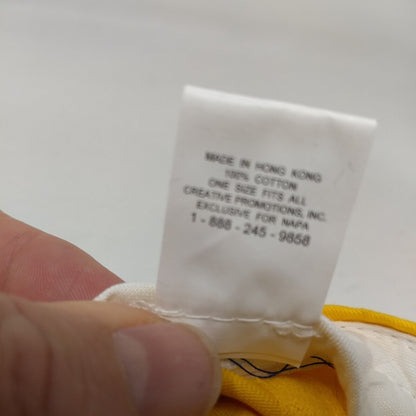 MADE IN HONG KONG
100% COTTON
ONE SIZE FITS ALL
CREATIVE PROMOTIONS, INC.
EXCLUSIVE FOR NAPA
1 - 888 - 245 - 9858